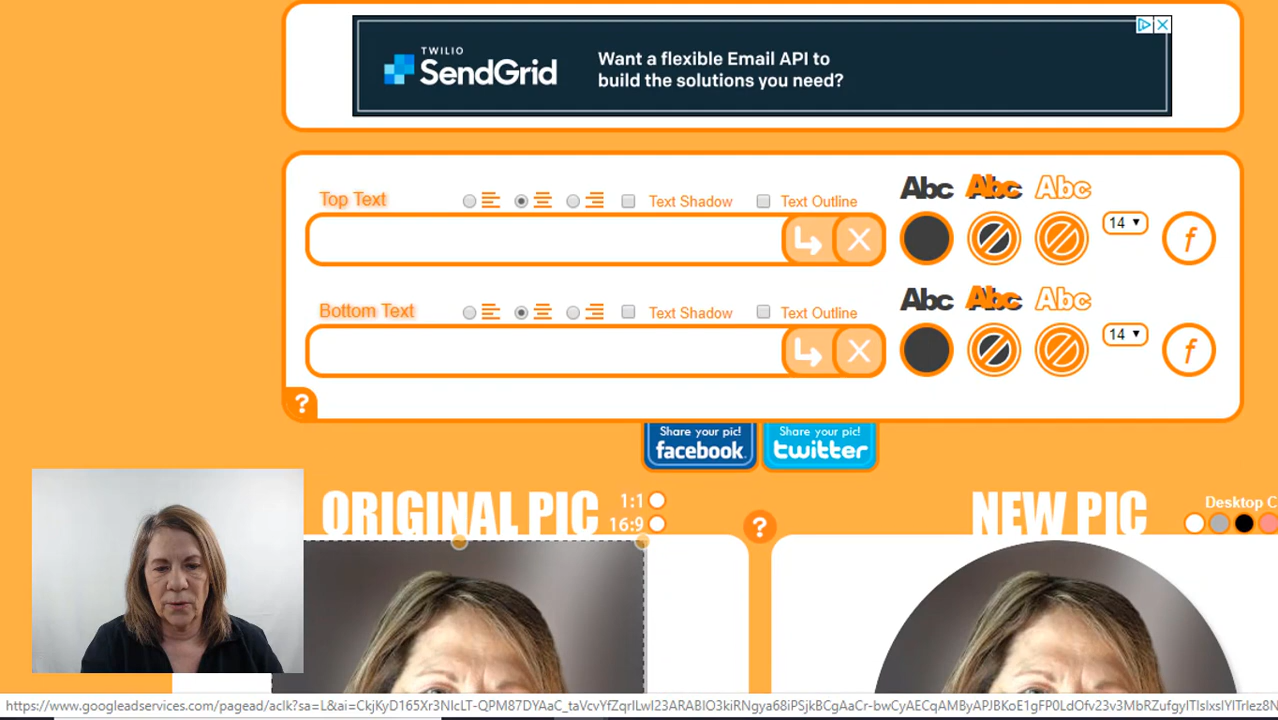 TWILIO
SendGrid
Want a flexible Email API to
build the solutions you need?
Top Text
Text Shadow
Text Outline
Abc Abc Abc
14
f
Bottom Text
Text Shadow
Text Outline
Abc Abc Abc
14
f
?
Share your pic!
facebook
Share your pic!
twitter
ORIGINAL PIC
1:1
16:9
?
NEW PIC
Desktop C